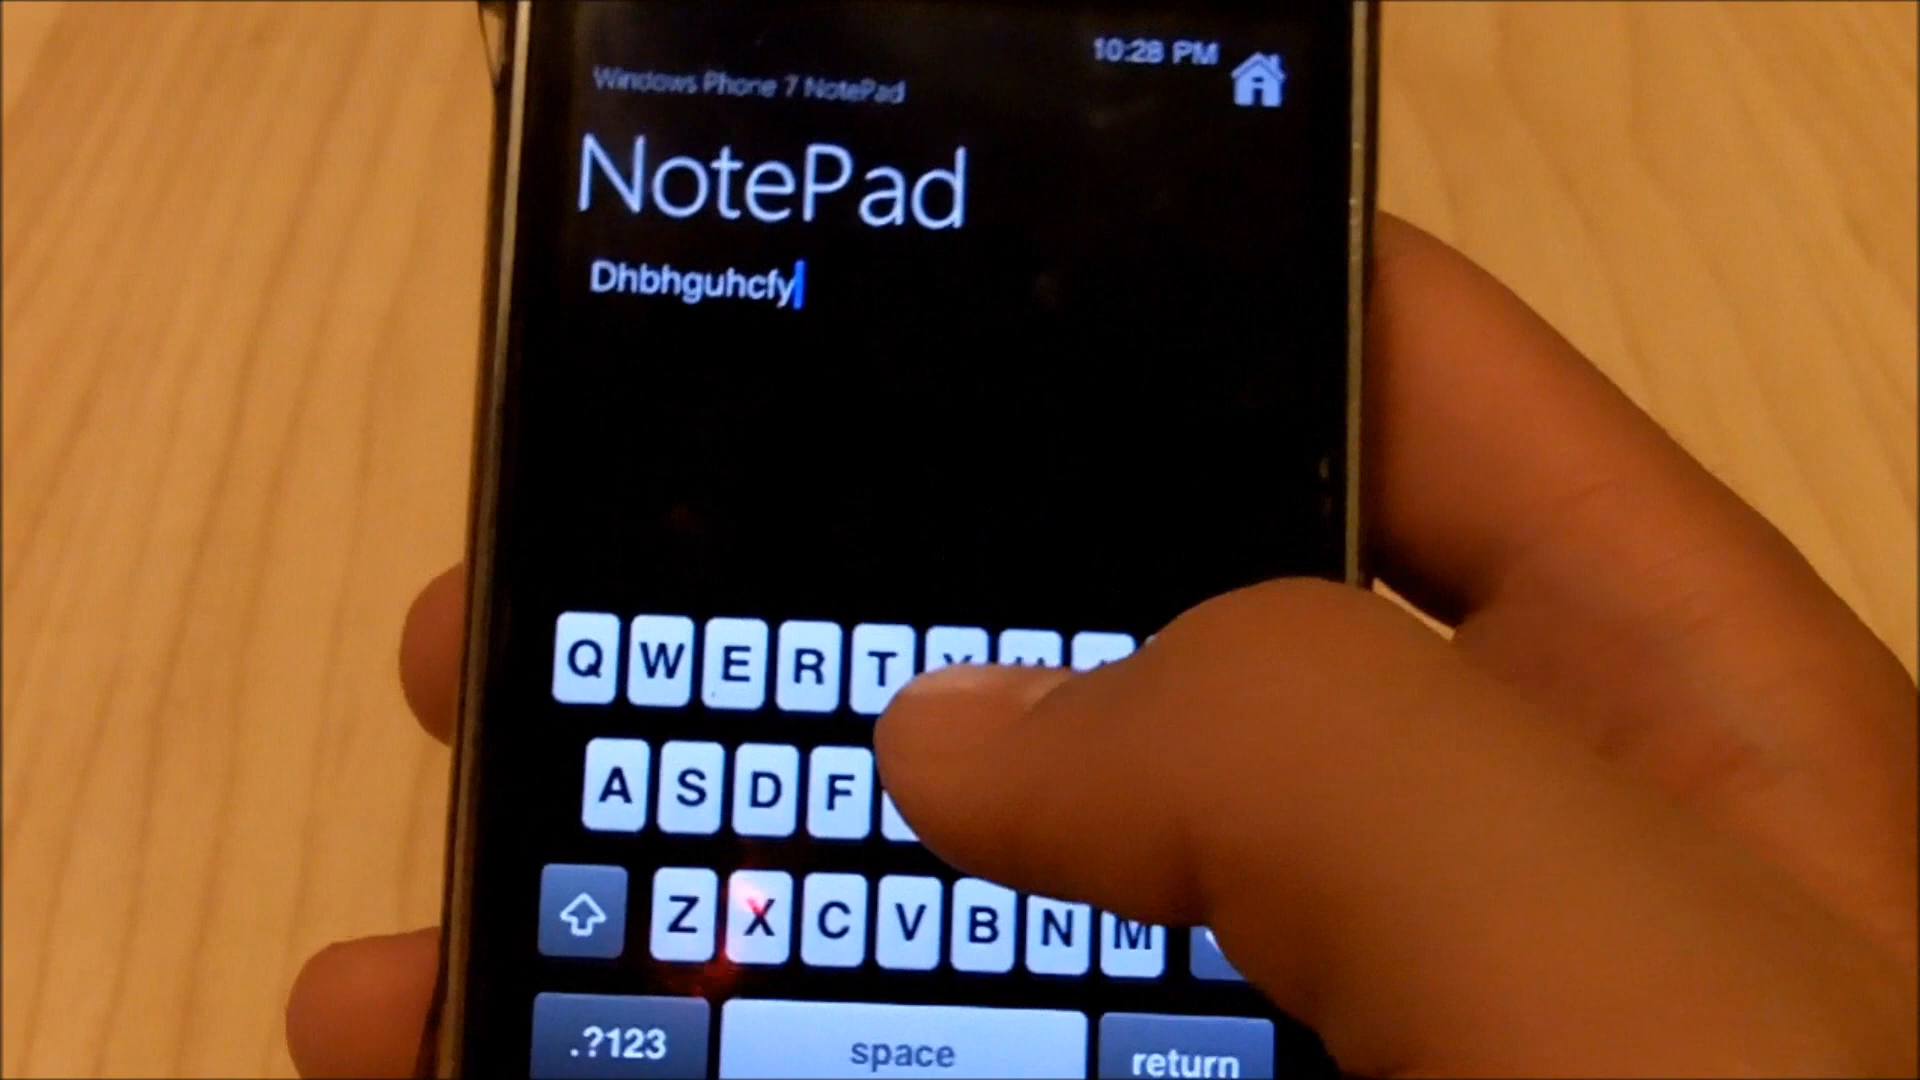 10:28 PM
Windows Phone 7 NotePad
NotePad
Dhbhguhcfy
Q W E R T
A S D F
Z X C V B N M
.?123 space return